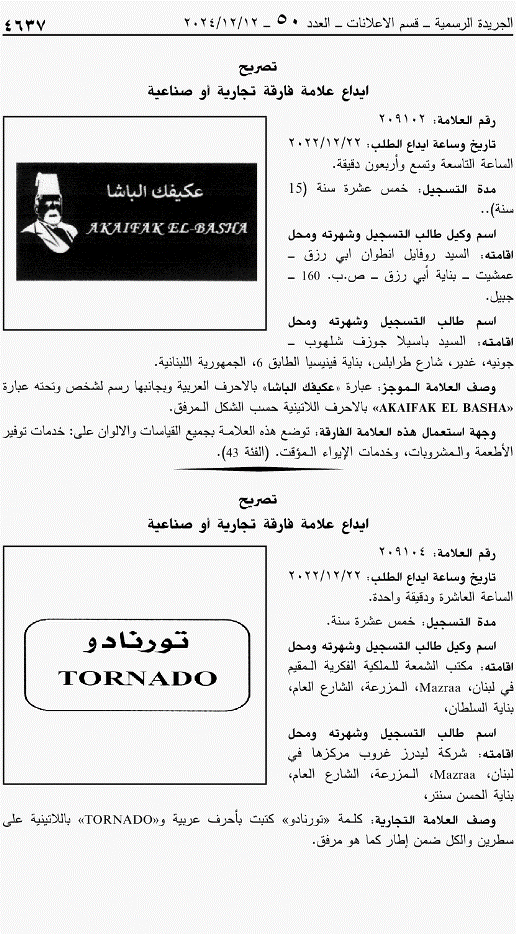 الجريدة الرسمية ــ قسم الاعلانات ــ العدد ٥٠ ــ ٢٠٢٤/١٢/١٢
٤٦٣٧
تصريح
ايداع علامة فارقة تجارية أو صناعية
رقم العلامة: ٢٠٩١٠٢
تاريخ وساعة ايداع الطلب: ٢٠٢٢/١٢/٢٢
الساعة التاسعة وتسع وأربعون دقيقة.
مدة التسجيل: خمس عشرة سنة (15
سنة)..
اسم وكيل طالب التسجيل وشهرته ومحل
اقامته: السيد روفايل انطوان ابي رزق ــ
عمشيت ــ بناية أبي رزق ــ ص.ب. 160 ــ
جبيل.
اسم طالب التسجيل وشهرته ومحل
اقامته: السيد باسيلا جوزف شلهوب ــ
جونيه، غدير، شارع طرابلس، بناية فينيسيا الطابق 6، الجمهورية اللبنانية.
عكيفك الباشا
AKAIFAK EL-BASHA
وصف العلامة الموجز: عبارة «عكيفك الباشا» بالاحرف العربية وبجانبها رسم لشخص وتحته عبارة
«AKAIFAK EL BASHA» بالاحرف اللاتينية حسب الشكل المرفق.
وجهة استعمال هذه العلامة الفارقة: توضع هذه العلامة بجميع القياسات والالوان على: خدمات توفير
الأطعمة والمشروبات، وخدمات الإيواء المؤقت. (الفئة 43).
تصريح
ايداع علامة فارقة تجارية أو صناعية
رقم العلامة: ٢٠٩١٠٤
تاريخ وساعة ايداع الطلب: ٢٠٢٢/١٢/٢٢
الساعة العاشرة ودقيقة واحدة.
مدة التسجيل: خمس عشرة سنة.
اسم وكيل طالب التسجيل وشهرته ومحل
اقامته: مكتب الشمعة للملكية الفكرية المقيم
في لبنان، Mazraa، المزرعة، الشارع العام،
بناية السلطان،
اسم طالب التسجيل وشهرته ومحل
اقامته: شركة ليدرز غروب مركزها في
لبنان، Mazraa، المزرعة، الشارع العام،
بناية الحسن سنتر،
تورنادو
TORNADO
وصف العلامة التجارية: كلمة «تورنادو» كتبت بأحرف عربية و«TORNADO» باللاتينية على
سطرين والكل ضمن إطار كما هو مرفق.